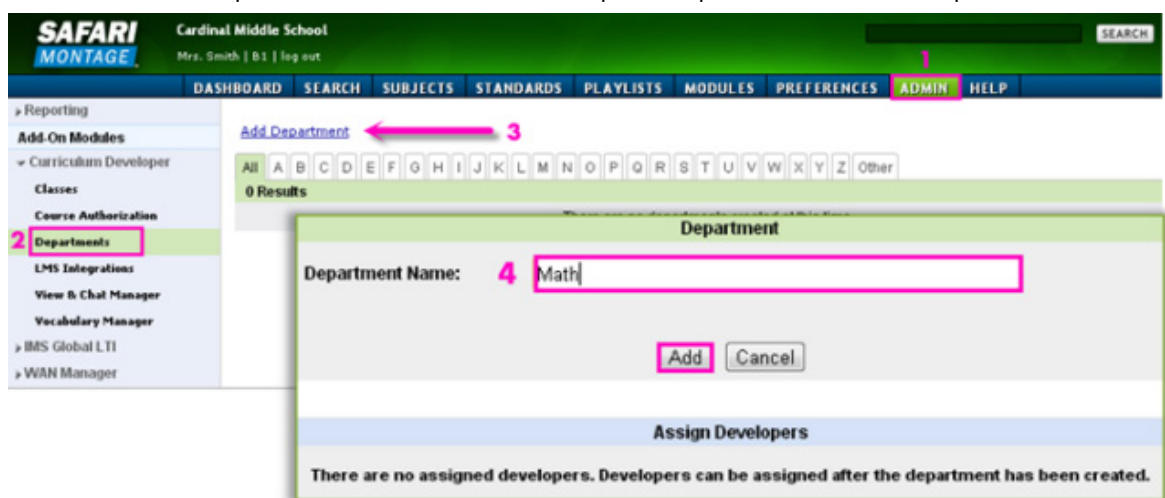 SAFARI
MONTAGE
Cardinal Middle School
Mrs. Smith | B1 | log out
SEARCH
1
DASHBOARD SEARCH SUBJECTS STANDARDS PLAYLISTS MODULES PREFERENCES ADMIN HELP
Reporting
Add-On Modules
Curriculum Developer
Classes
Course Authorization
2 Departments
LMS Integrations
View & Chat Manager
Vocabulary Manager
IMS Global LTI
WAN Manager
Add Department 3
All A B C D E F G H I J K L M N O P Q R S T U V W X Y Z Other
0 Results
Department
Department Name: 4 Math
Add Cancel
Assign Developers
There are no assigned developers. Developers can be assigned after the department has been created.